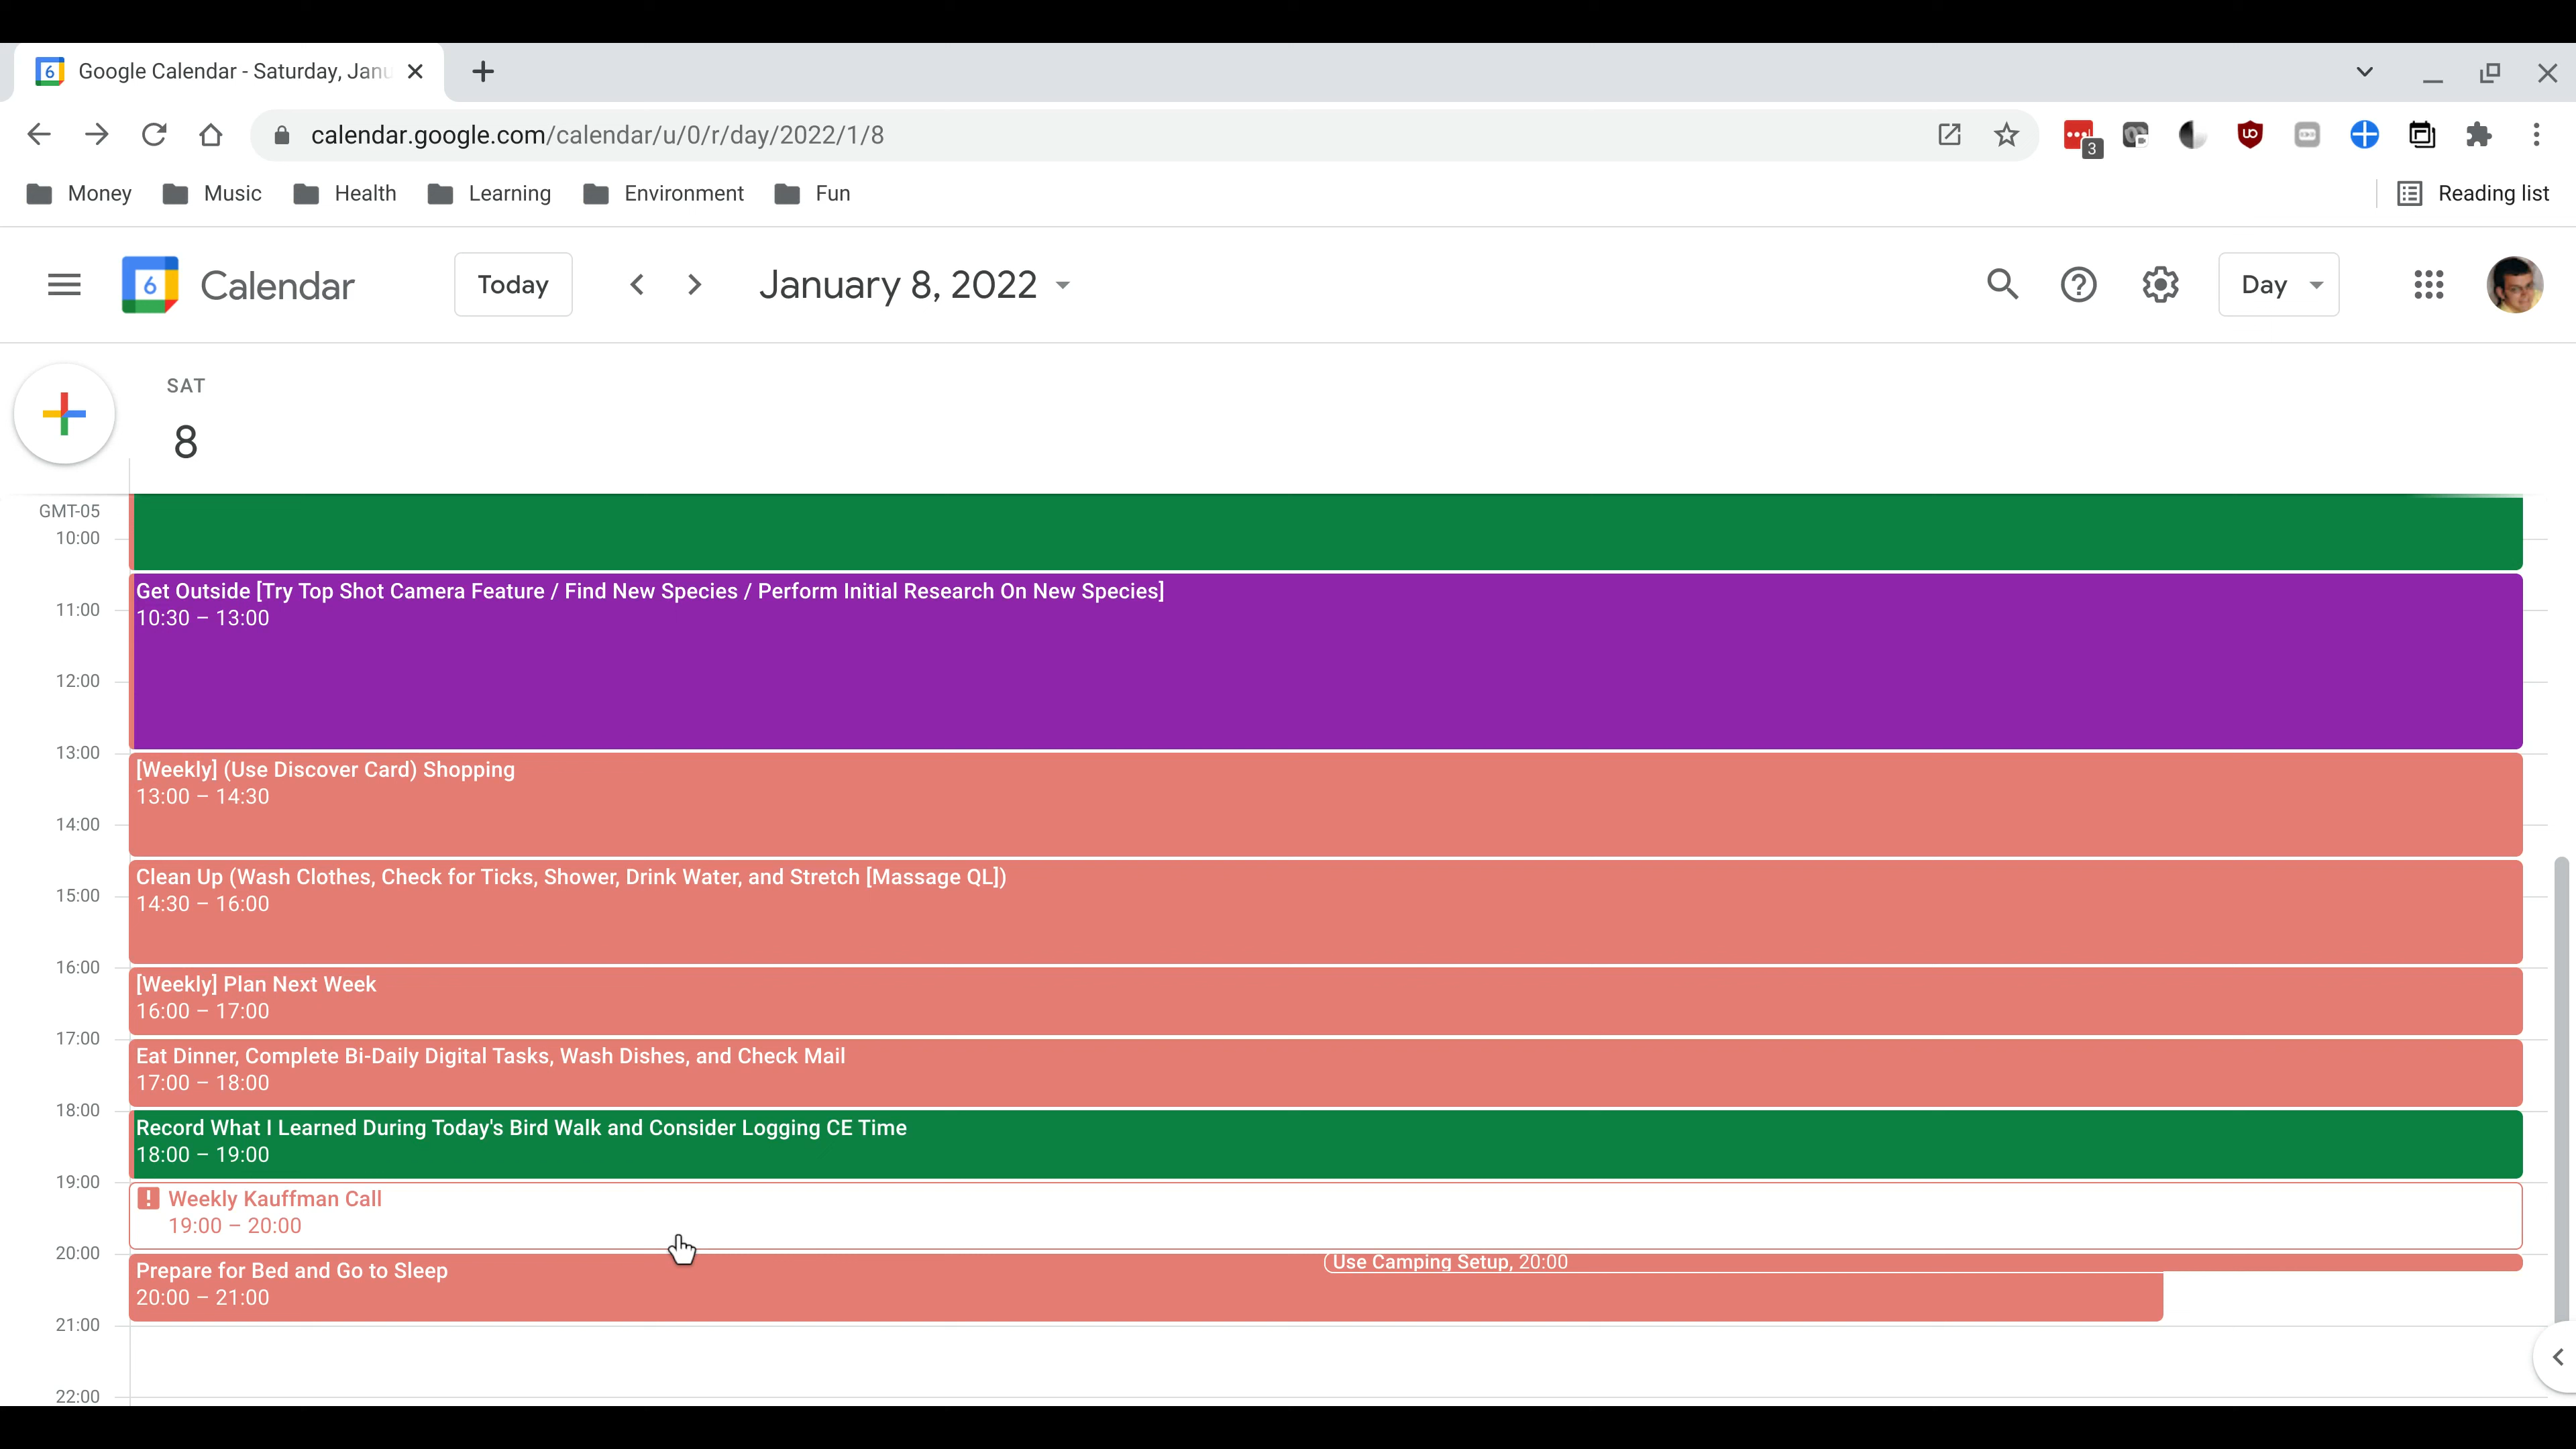 6 Google Calendar - Saturday, Janu
calendar.google.com/calendar/u/0/r/day/2022/1/8
3
Money Music Health Learning Environment Fun Reading list
6 Calendar Today January 8, 2022 Day
SAT
8
GMT-05
10:00
Get Outside [Try Top Shot Camera Feature / Find New Species / Perform Initial Research On New Species]
11:00
10:30 – 13:00
12:00
13:00
[Weekly] (Use Discover Card) Shopping
13:00 – 14:30
14:00
Clean Up (Wash Clothes, Check for Ticks, Shower, Drink Water, and Stretch [Massage QL])
15:00
14:30 – 16:00
16:00
[Weekly] Plan Next Week
16:00 – 17:00
17:00
Eat Dinner, Complete Bi-Daily Digital Tasks, Wash Dishes, and Check Mail
17:00 – 18:00
18:00
Record What I Learned During Today's Bird Walk and Consider Logging CE Time
18:00 – 19:00
19:00
Weekly Kauffman Call
19:00 – 20:00
20:00
Use Camping Setup, 20:00
Prepare for Bed and Go to Sleep
20:00 – 21:00
21:00
22:00